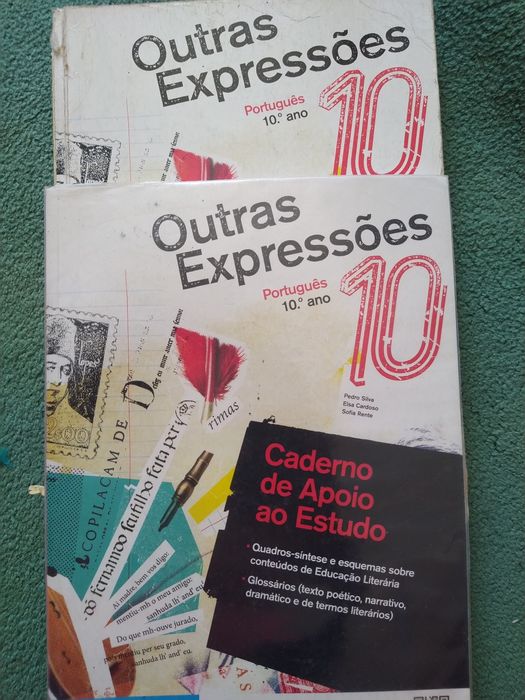 Outras
Expressões
Português
10.º ano
10
Outras
Expressões
Português
10.º ano
10
Pedro Silva
Elsa Cardoso
Sofia Rente
rimas
COPILAÇAM DE
Ai madre, bem vos digo:
mentiu-mh o meu amigo:
sanhuda lh' and' eu.
Do que mh-ouve jurado,
pois mentiu per seu grado,
sanhuda lh' and' eu.
Caderno
de Apoio
ao Estudo
• Quadros-síntese e esquemas sobre
conteúdos de Educação Literária
• Glossários (texto poético, narrativo,
dramático e de termos literários)